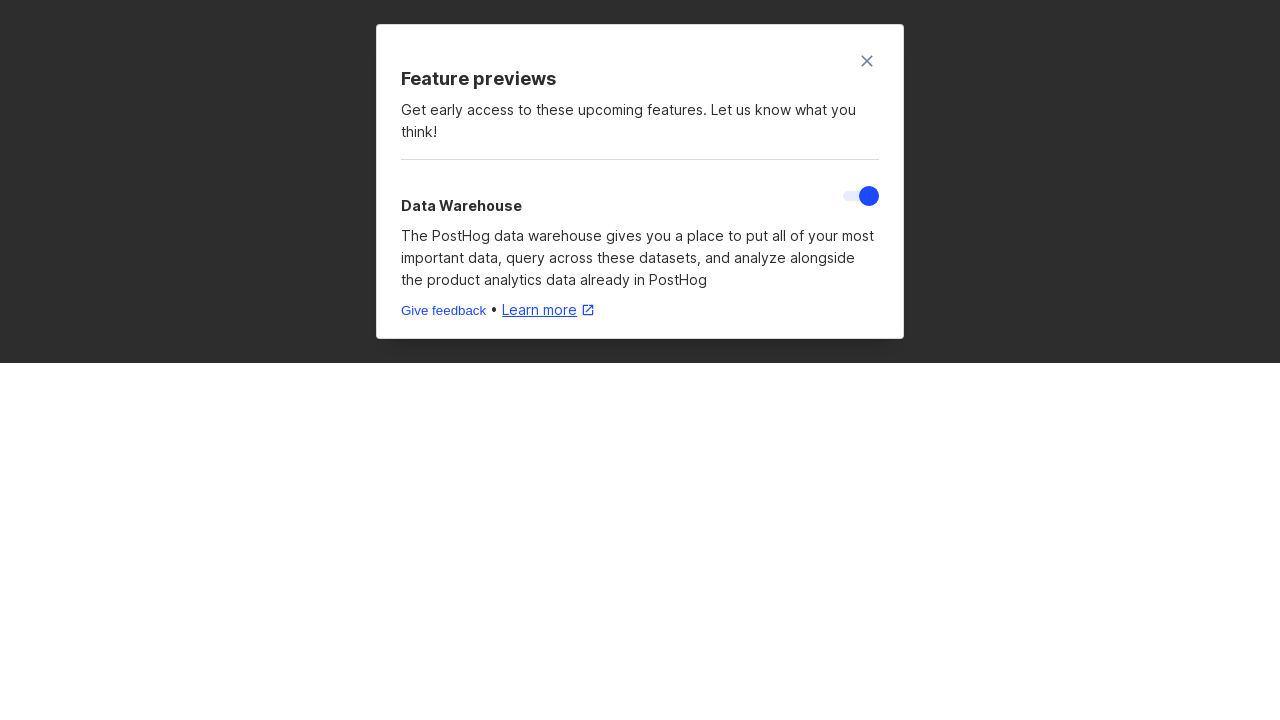 Feature previews
Get early access to these upcoming features. Let us know what you
think!
Data Warehouse
The PostHog data warehouse gives you a place to put all of your most
important data, query across these datasets, and analyze alongside
the product analytics data already in PostHog
Give feedback • Learn more